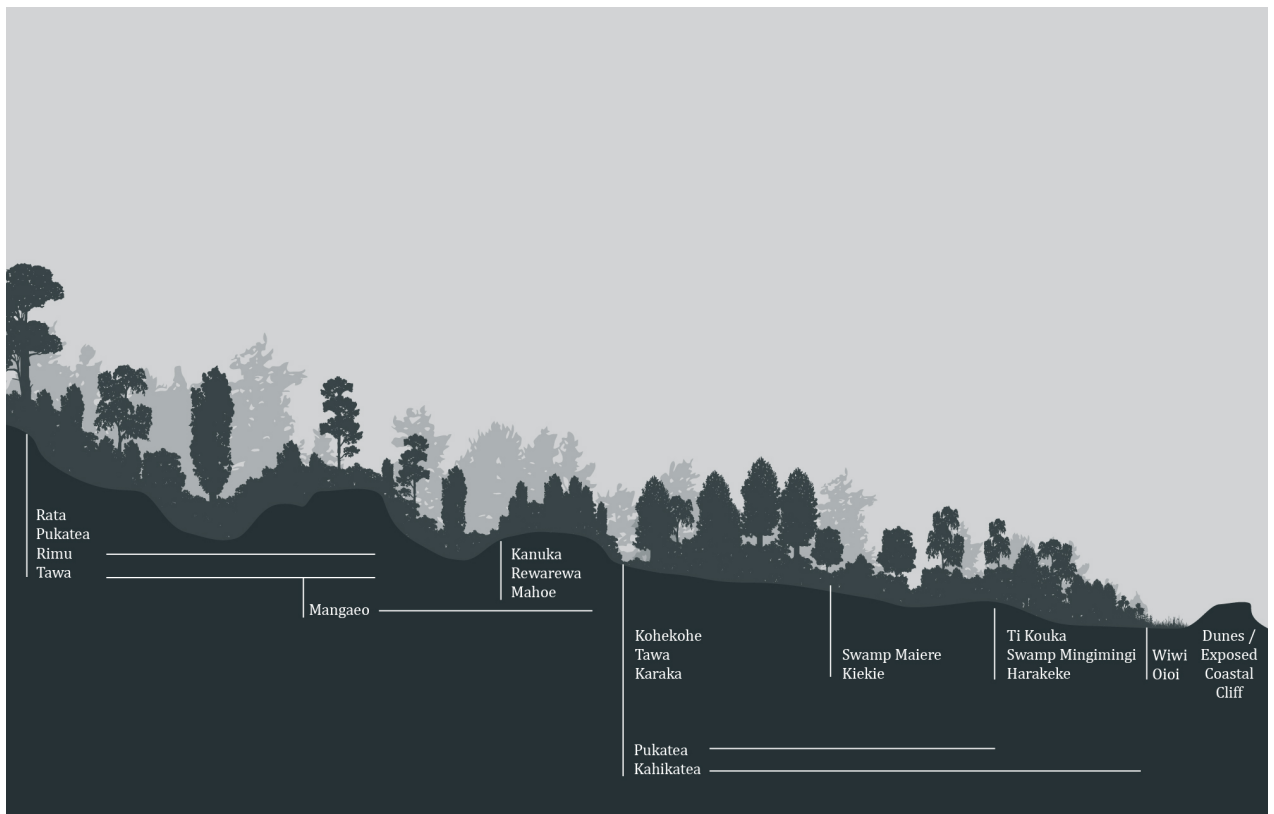 Rata
Pukatea
Rimu
Tawa
Mangaeo
Kanuka
Rewarewa
Mahoe
Kohekohe
Tawa
Karaka
Pukatea
Kahikatea
Swamp Maiere
Kiekie
Ti Kouka
Swamp Mingimingi
Harakeke
Wiwi
Oioi
Dunes /
Exposed
Coastal
Cliff